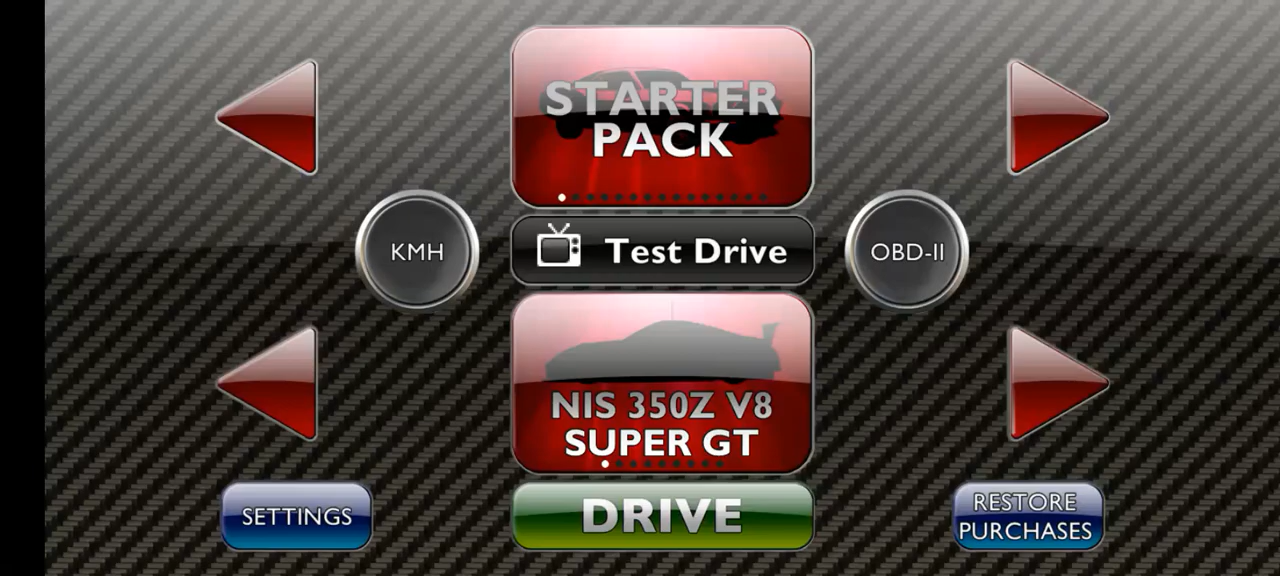 STARTER
PACK
KMH
Test Drive
OBD-II
NIS 350Z V8
SUPER GT
SETTINGS
DRIVE
RESTORE
PURCHASES